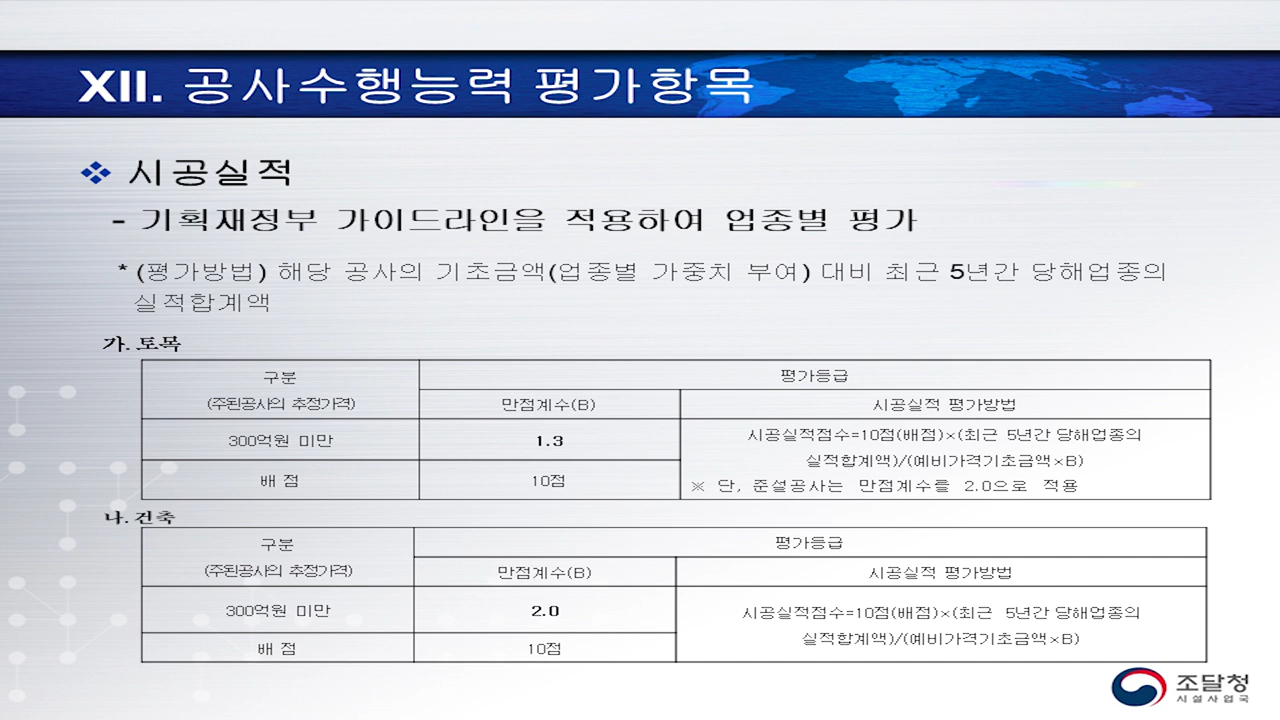 XII. 공사수행능력 평가항목
❖ 시공실적
- 기획재정부 가이드라인을 적용하여 업종별 평가
* (평가방법) 해당 공사의 기초금액(업종별 가중치 부여) 대비 최근 5년간 당해업종의
실적합계액
가. 토목
구분
(주된공사의 추정가격)
평가등급
만점계수(B)
시공실적 평가방법
300억원 미만
1.3
시공실적점수=10점(배점)×(최근 5년간 당해업종의
실적합계액)/(예비가격기초금액×B)
※ 단, 준설공사는 만점계수를 2.0으로 적용
배 점
10점
나. 건축
구분
(주된공사의 추정가격)
평가등급
만점계수(B)
시공실적 평가방법
300억원 미만
2.0
시공실적점수=10점(배점)×(최근 5년간 당해업종의
실적합계액)/(예비가격기초금액×B)
배 점
10점
조달청
시설사업국